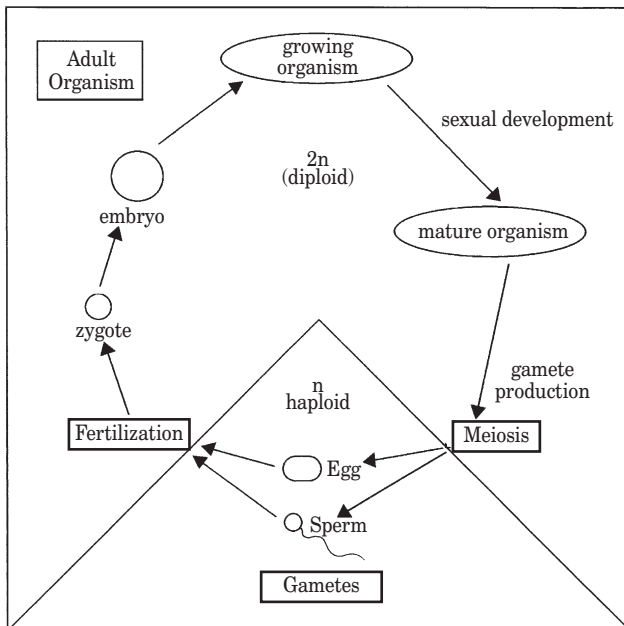 Adult
Organism
growing
organism
sexual development
2n
(diploid)
embryo
mature organism
zygote
n
haploid
gamete
production
Fertilization
Meiosis
Egg
Sperm
Gametes